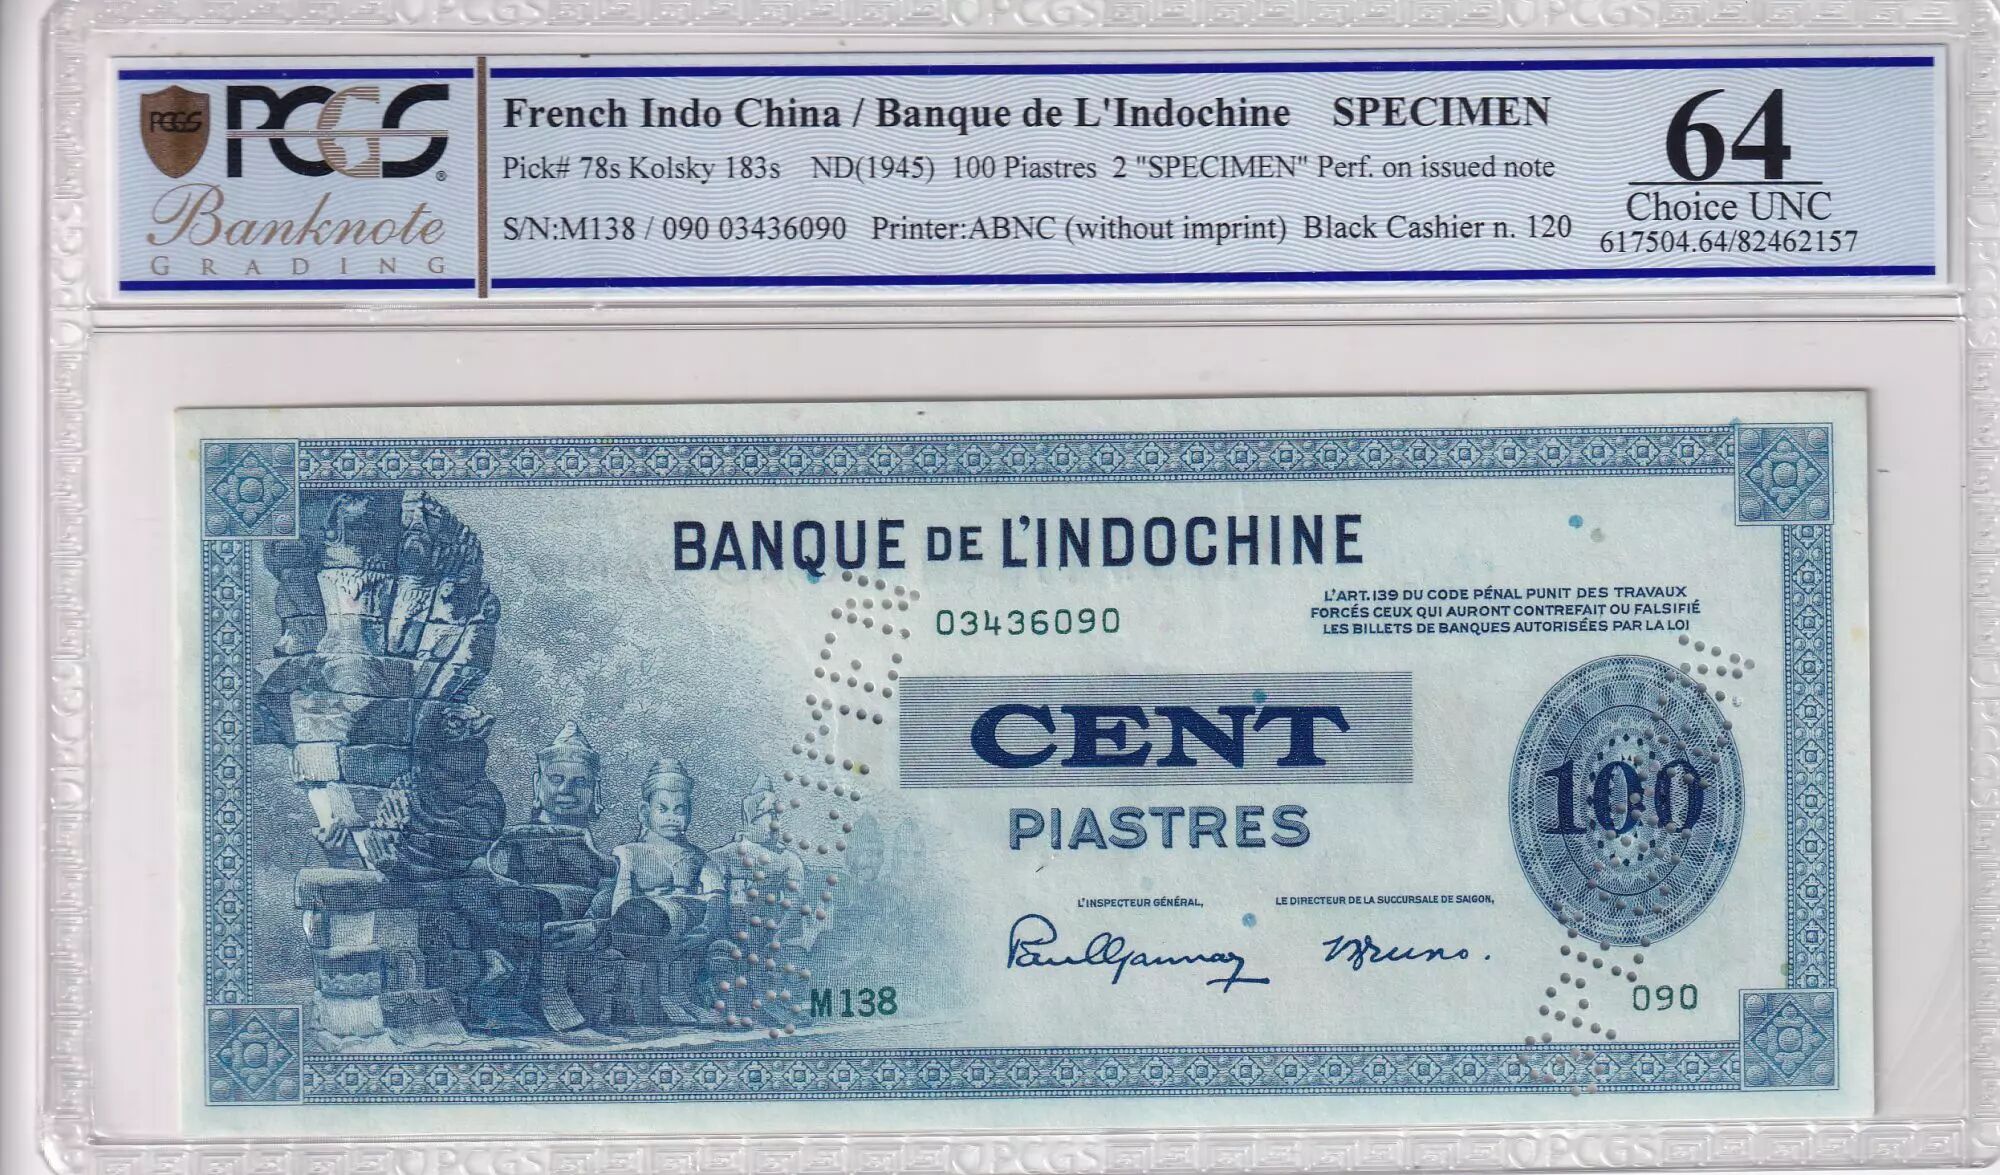 PCGS
PCGS
Banknote
GRADING
French Indo China / Banque de L'Indochine SPECIMEN
Pick# 78s Kolsky 183s ND(1945) 100 Piastres 2 "SPECIMEN" Perf. on issued note
S/N:M138 / 090 03436090 Printer:ABNC (without imprint) Black Cashier n. 120
64
Choice UNC
617504.64/82462157
BANQUE DE L'INDOCHINE
03436090
L'ART.139 DU CODE PÉNAL PUNIT DES TRAVAUX
FORCÉS CEUX QUI AURONT CONTREFAIT OU FALSIFIÉ
LES BILLETS DE BANQUES AUTORISÉES PAR LA LOI
CENT
PIASTRES
100
L'INSPECTEUR GÉNÉRAL,
LE DIRECTEUR DE LA SUCCURSALE DE SAIGON,
M138
090